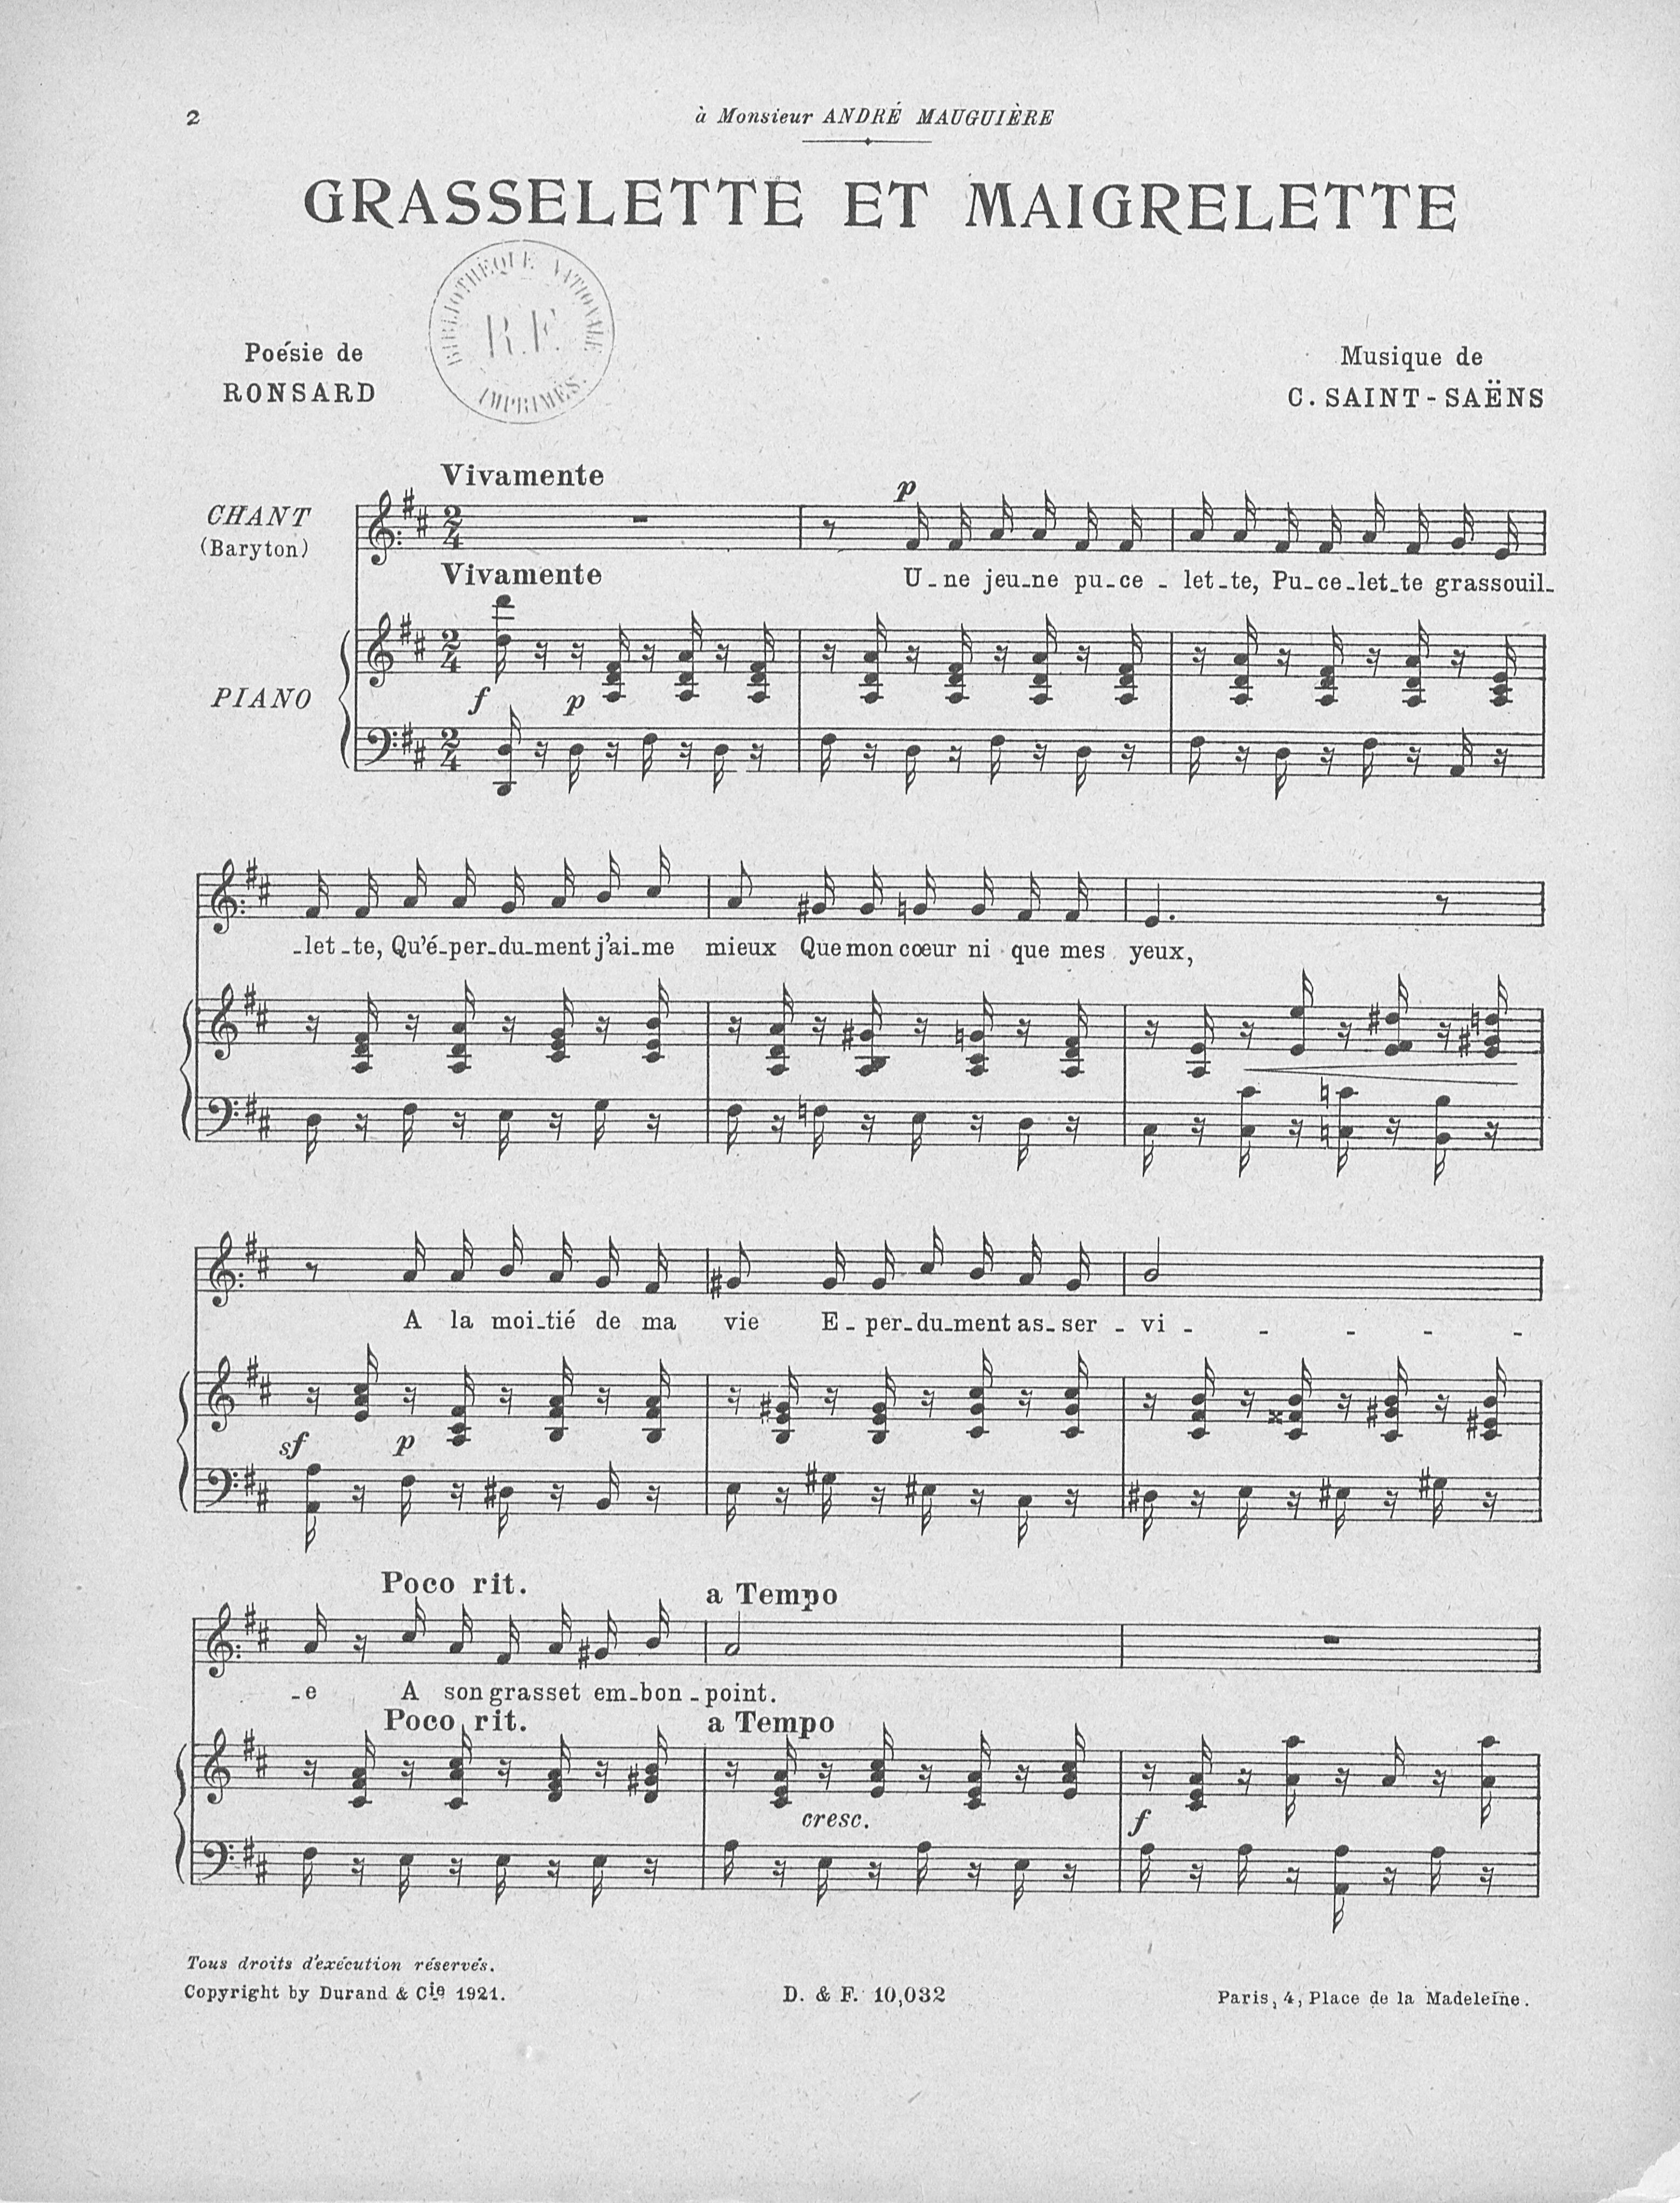 2
à Monsieur ANDRÉ MAUGUIÈRE
GRASSELETTE ET MAIGRELETTE
BIBLIOTHÈQUE NATIONALE
R.F.
IMPRIMÉS.
Poésie de
RONSARD
Musique de
C. SAINT-SAËNS
Vivamente
CHANT
(Baryton)
p
U_ne jeu_ne pu_ce _ let_te, Pu_ce_let_te grassouil_
Vivamente
PIANO
f p
_let_te, Qu'é_per_du_ment j'ai_me mieux Que mon cœur ni que mes yeux,
A la moi_tié de ma vie E_per_du_ment as_ser _ vi _ _ _ _ _
sf p
Poco rit. a Tempo
_e A son grasset em_bon_point.
Poco rit. a Tempo
cresc. f
Tous droits d'exécution réservés.
Copyright by Durand & Cie 1921.
D. & F. 10,032
Paris, 4, Place de la Madeleine.